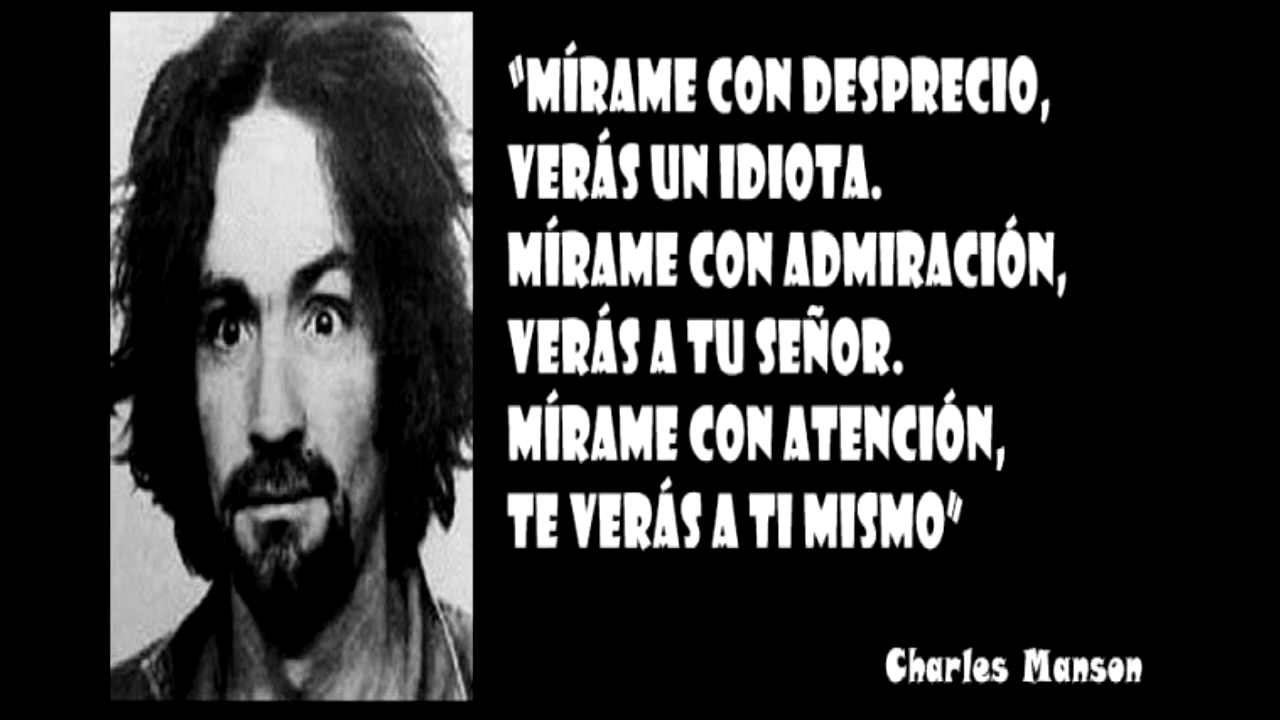 "MÍRAME CON DESPRECIO,
VERÁS UN IDIOTA.
MÍRAME CON ADMIRACIÓN,
VERÁS A TU SEÑOR.
MÍRAME CON ATENCIÓN,
TE VERÁS A TI MISMO"
Charles Manson